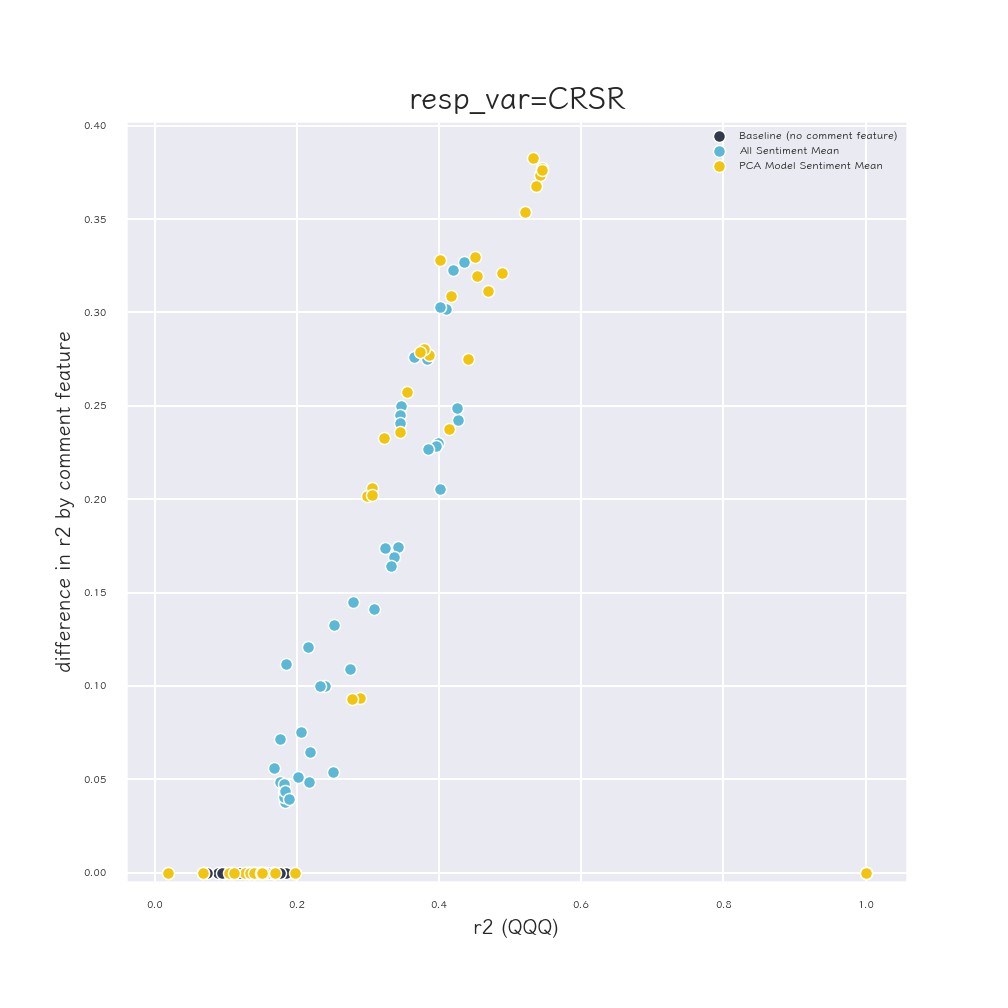 resp_var=CRSR
Baseline (no comment feature)
All Sentiment Mean
PCA Model Sentiment Mean
difference in r2 by comment feature
0.40
0.35
0.30
0.25
0.20
0.15
0.10
0.05
0.00
0.0 0.2 0.4 0.6 0.8 1.0
r2 (QQQ)